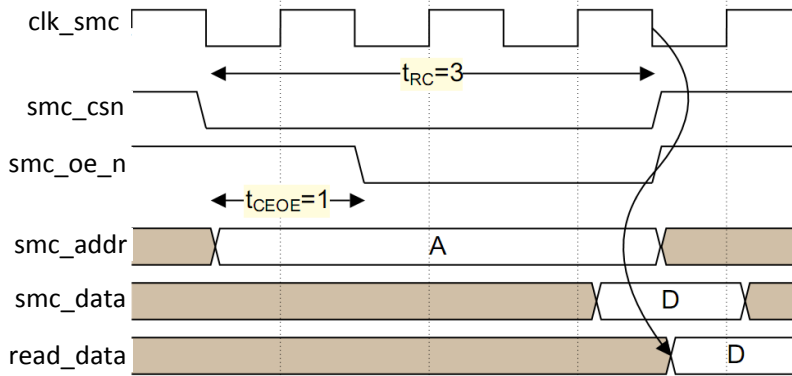 clk_smc
t_RC=3
smc_csn
smc_oe_n
t_CEOE=1
smc_addr A
smc_data D
read_data D